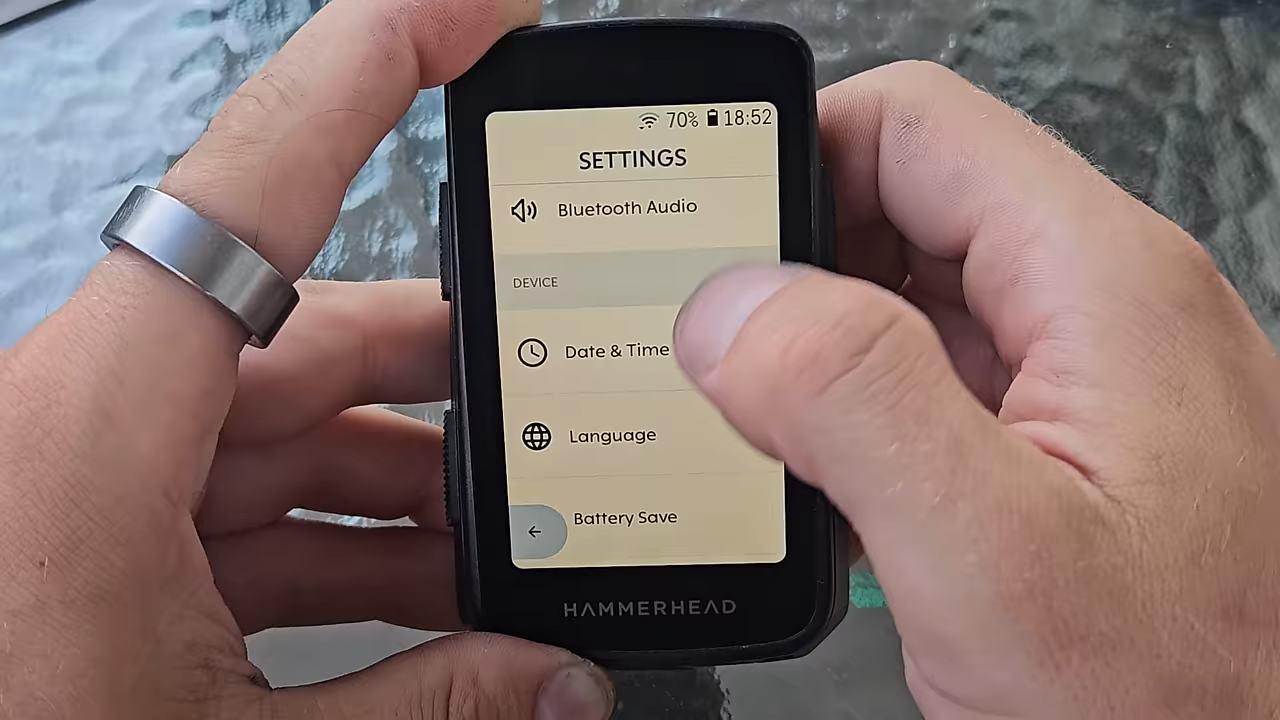 70% 18:52
SETTINGS
Bluetooth Audio
DEVICE
Date & Time
Language
Battery Save
HAMMERHEAD